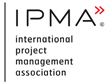 IPMA®
international
project
management
association